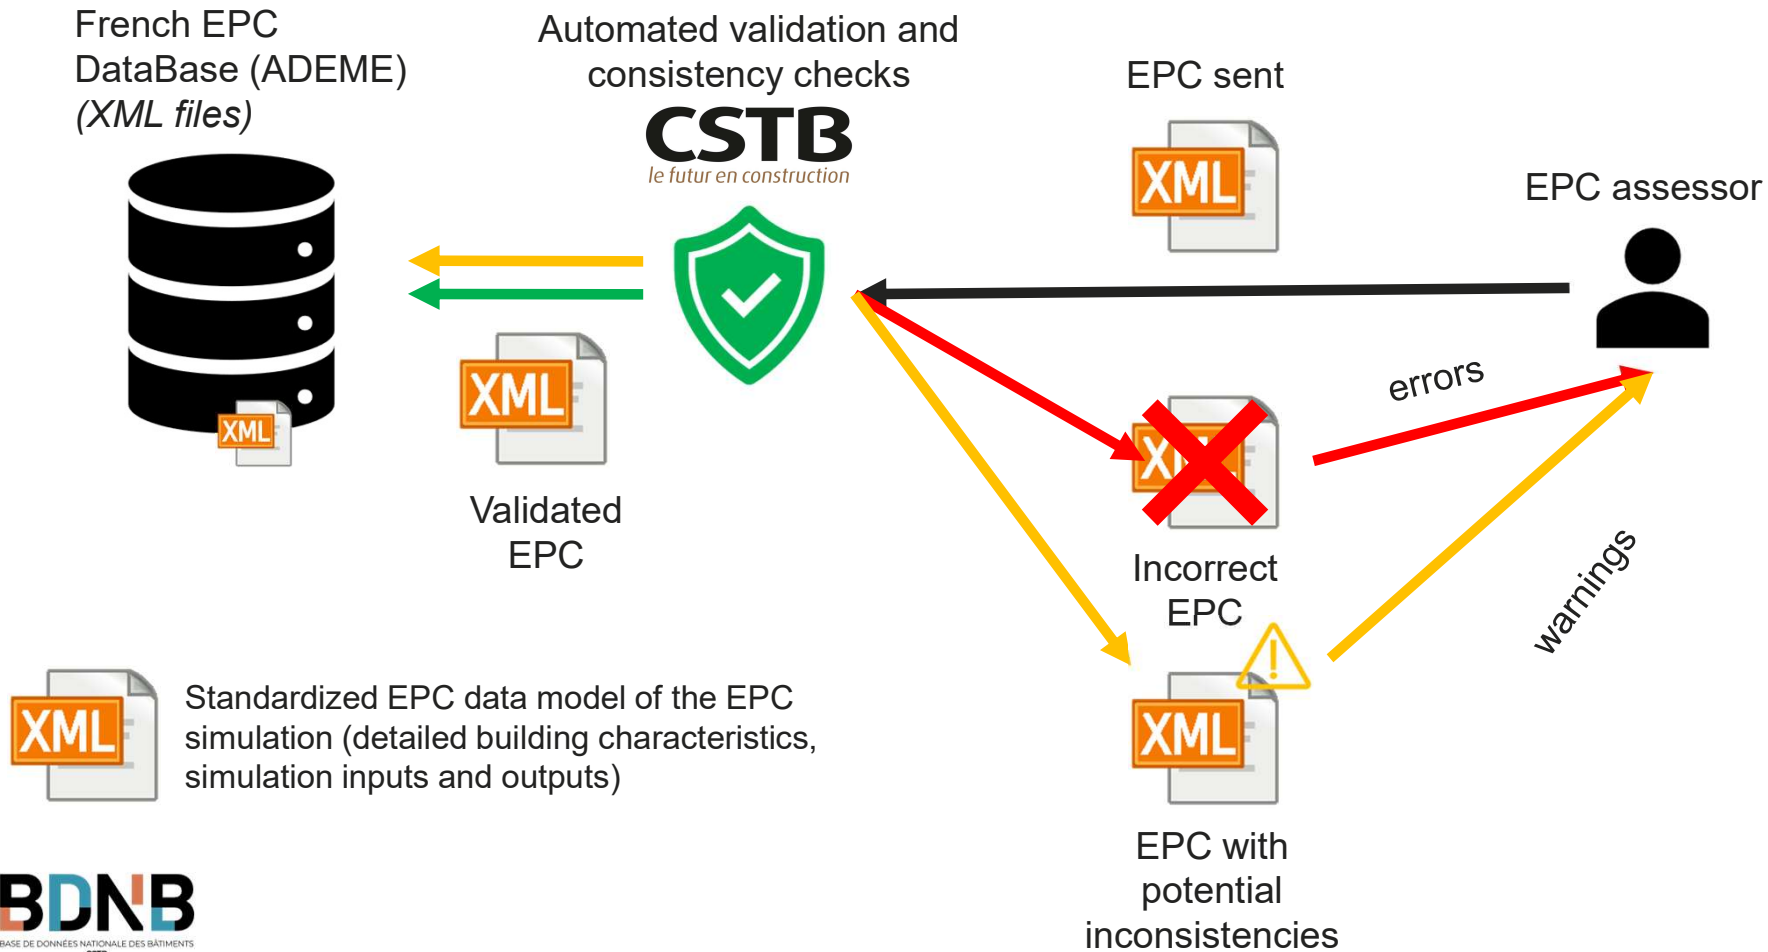 French EPC
DataBase (ADEME)
(XML files)
Automated validation and
consistency checks
CSTB
le futur en construction
EPC sent
XML
EPC assessor
XML
XML
Validated
EPC
errors
XML
Incorrect
EPC
warnings
XML
Standardized EPC data model of the EPC
simulation (detailed building characteristics,
simulation inputs and outputs)
XML
EPC with
potential
inconsistencies
BDNB
BASE DE DONNÉES NATIONALE DES BÂTIMENTS
CSTB